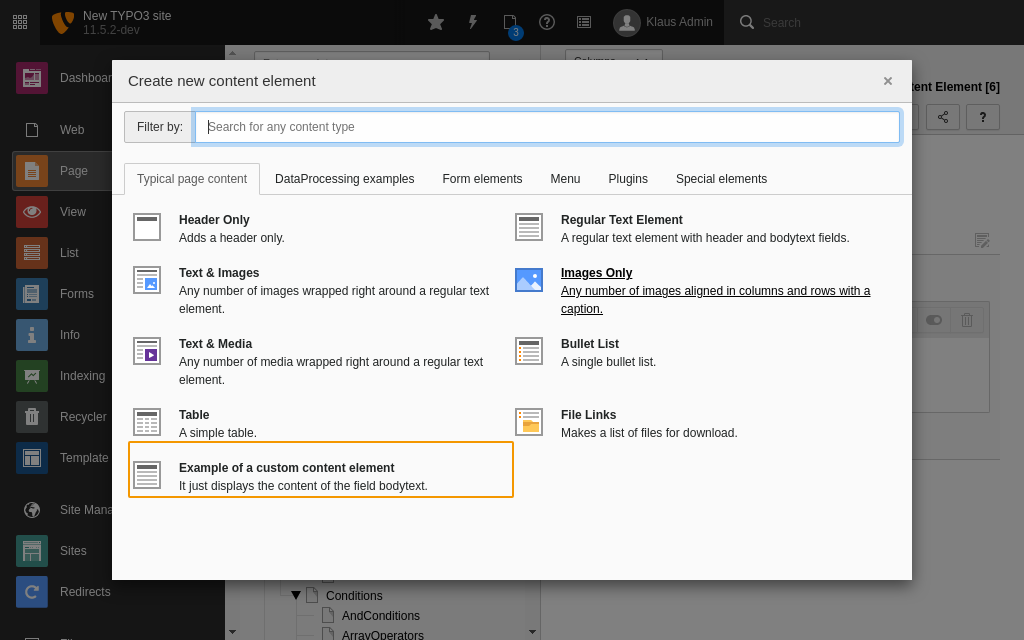 New TYPO3 site
11.5.2-dev
3
Klaus Admin
Search
Create new content element
×
Filter by:
Search for any content type
Typical page content
DataProcessing examples
Form elements
Menu
Plugins
Special elements
Header Only
Adds a header only.
Regular Text Element
A regular text element with header and bodytext fields.
Text & Images
Any number of images wrapped right around a regular text
element.
Images Only
Any number of images aligned in columns and rows with a
caption.
Text & Media
Any number of media wrapped right around a regular text
element.
Bullet List
A single bullet list.
Table
A simple table.
File Links
Makes a list of files for download.
Example of a custom content element
It just displays the content of the field bodytext.
Web
Page
View
List
Forms
Info
Indexing
Recycler
Template
Sites
Redirects
Element [6]
?
Conditions
AndConditions
ArrayOperators